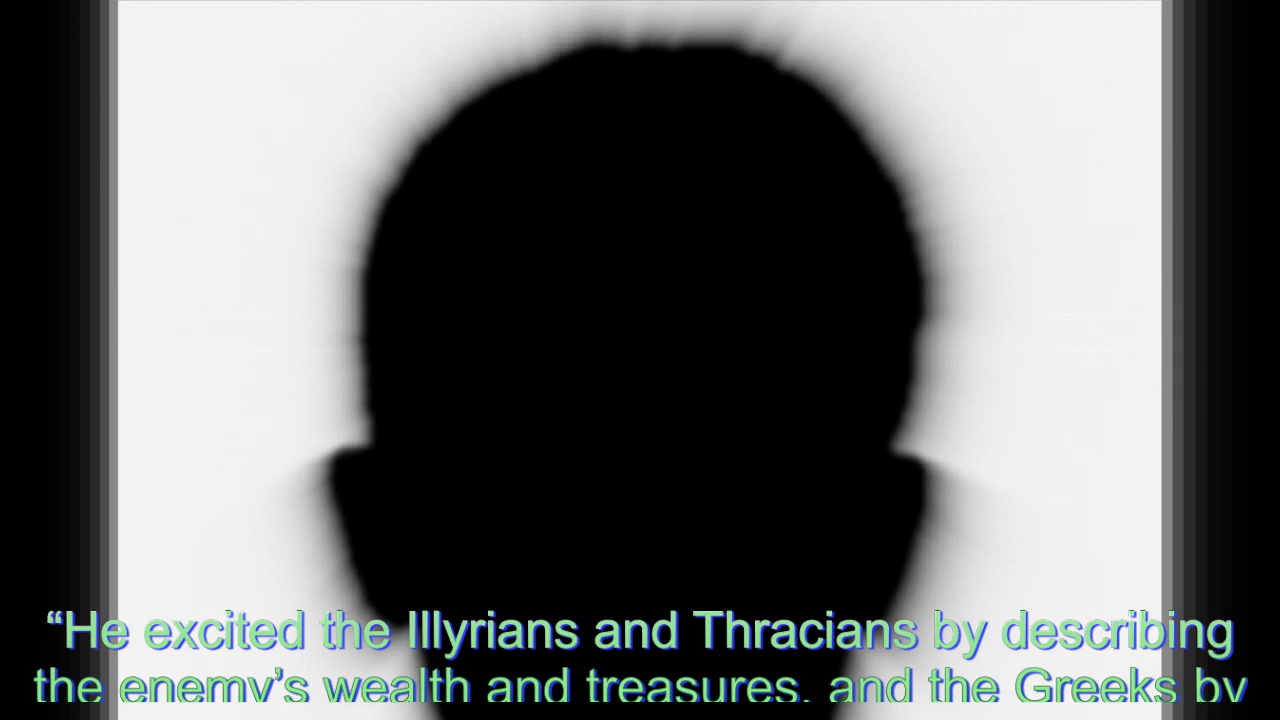 “He excited the Illyrians and Thracians by describing
the enemy’s wealth and treasures, and the Greeks by